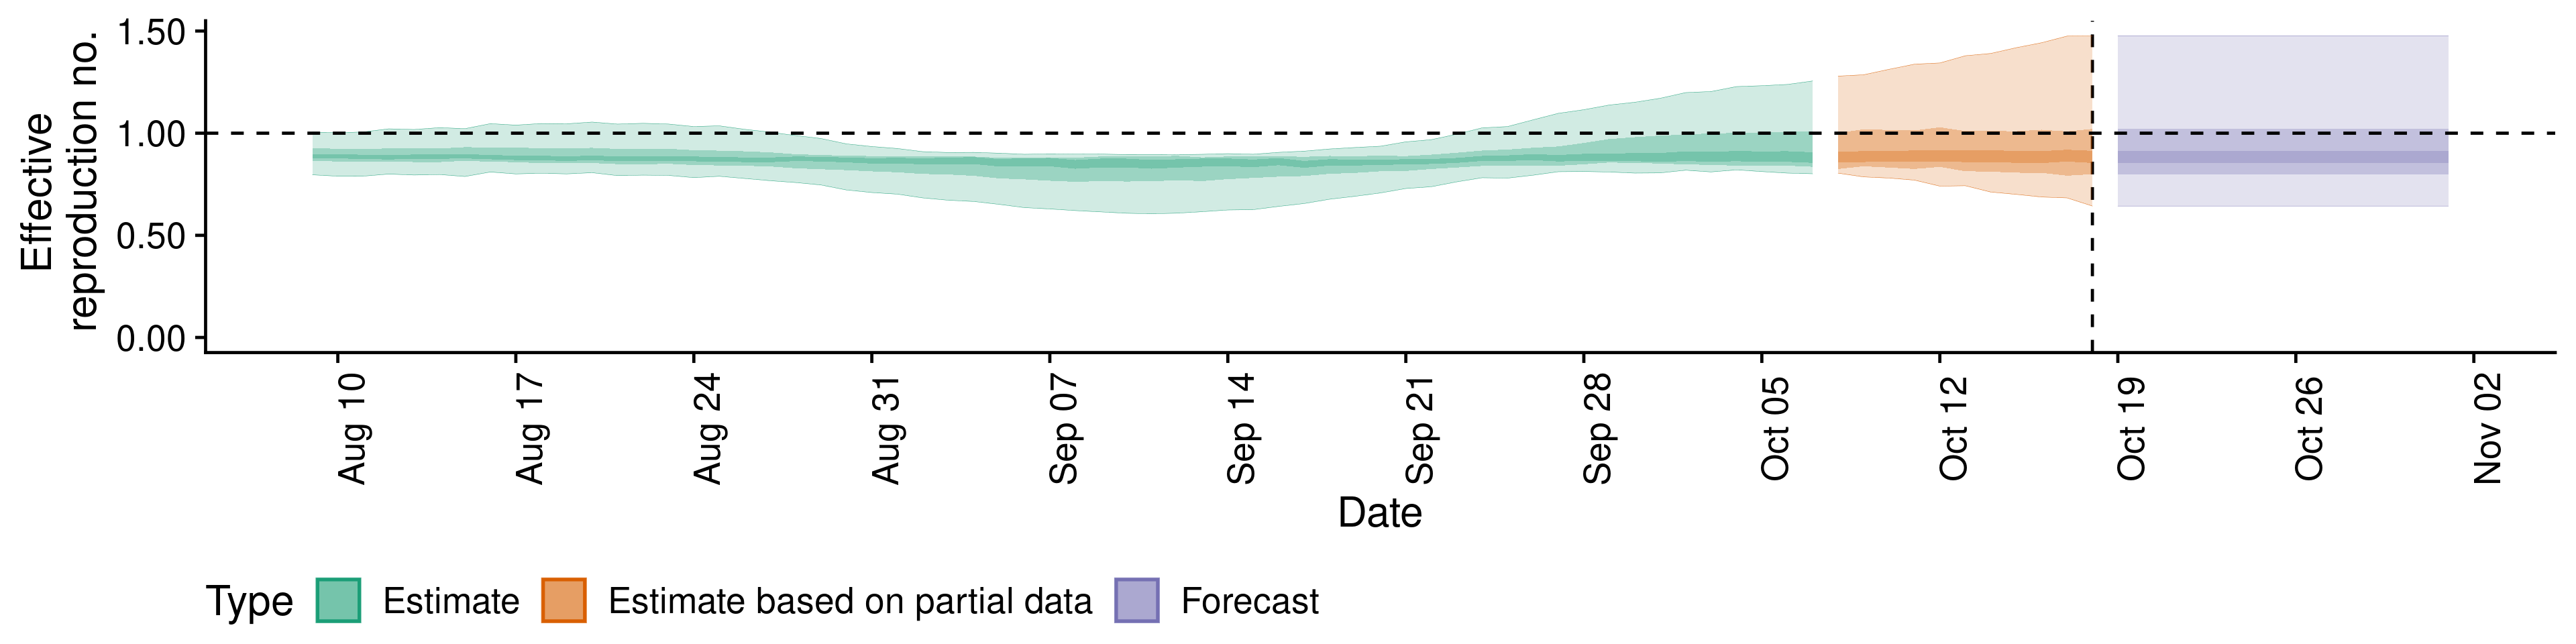 Effective
reproduction no.
1.50
1.00
0.50
0.00
Aug 10
Aug 17
Aug 24
Aug 31
Sep 07
Sep 14
Sep 21
Sep 28
Oct 05
Oct 12
Oct 19
Oct 26
Nov 02
Date
Type Estimate Estimate based on partial data Forecast